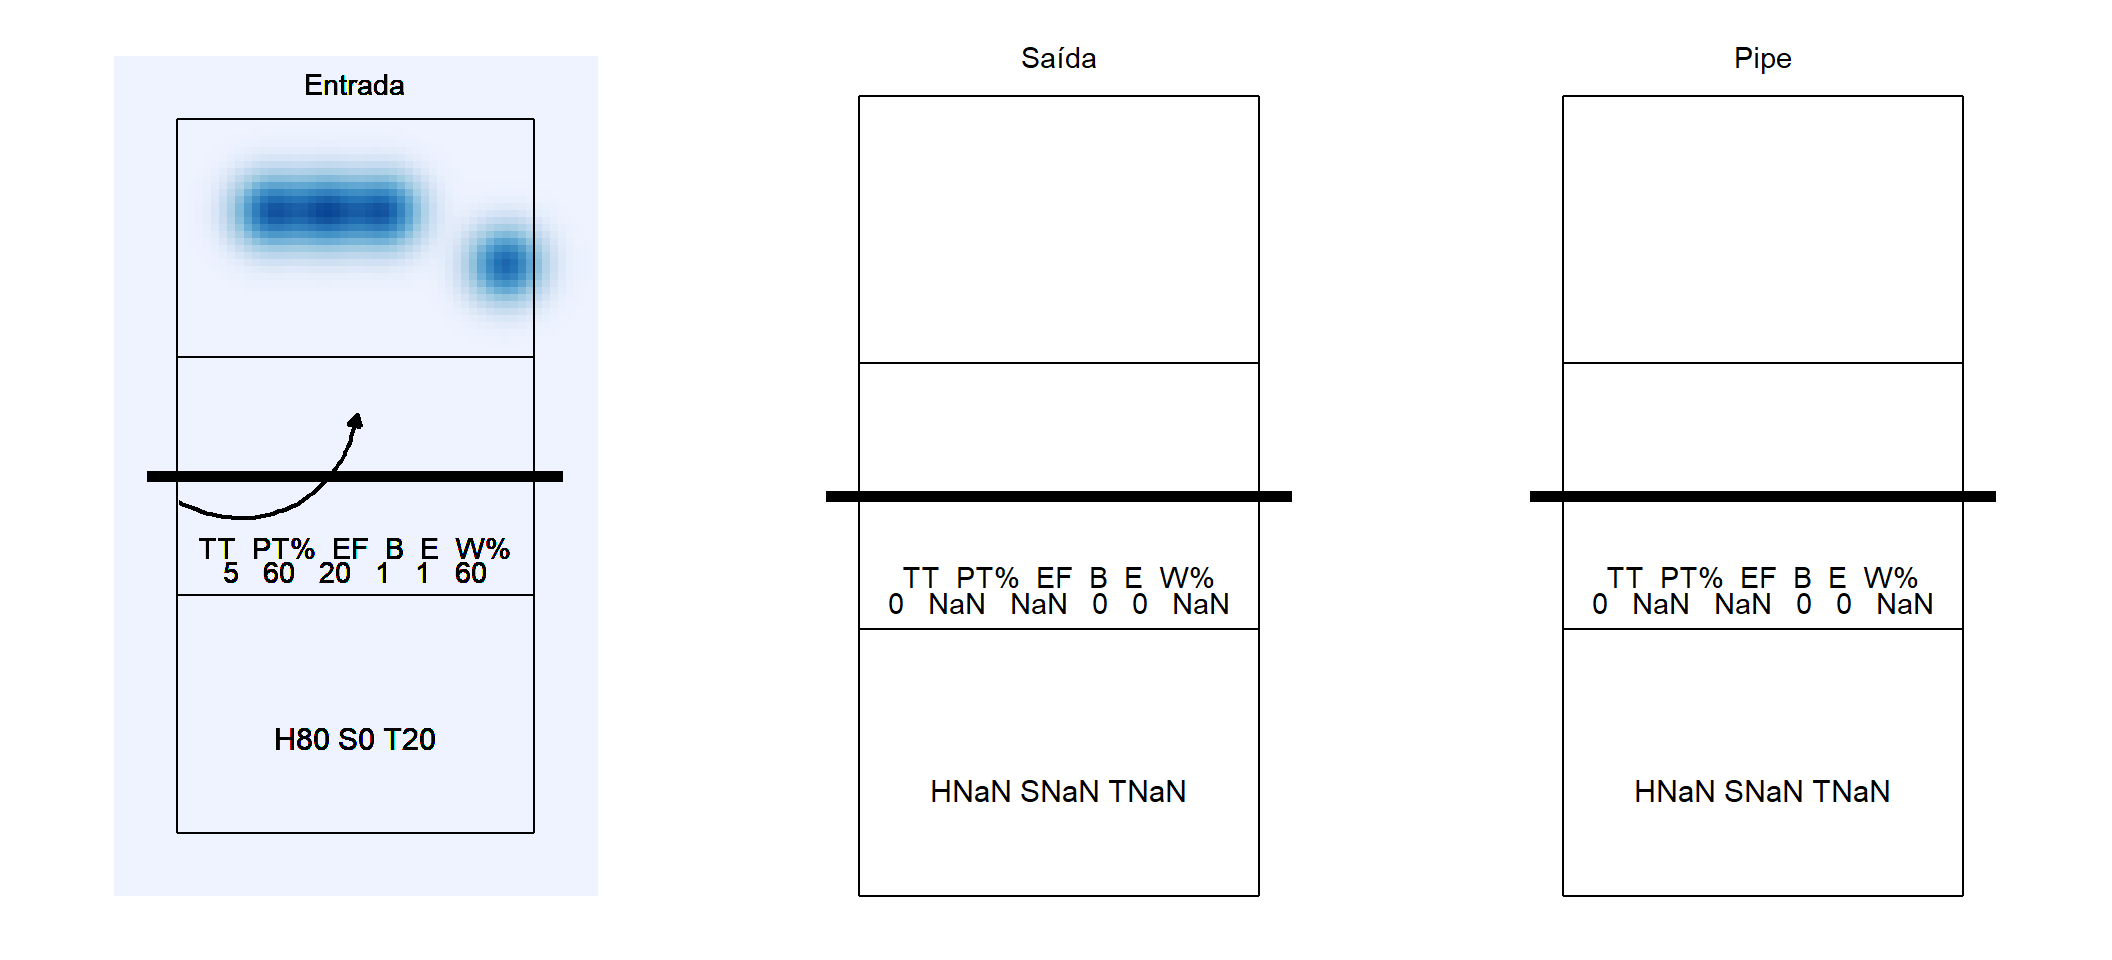 Entrada
TT PT% EF B E W%
5 60 20 1 1 60
H80 S0 T20
Saída
TT PT% EF B E W%
0 NaN NaN 0 0 NaN
HNaN SNaN TNaN
Pipe
TT PT% EF B E W%
0 NaN NaN 0 0 NaN
HNaN SNaN TNaN